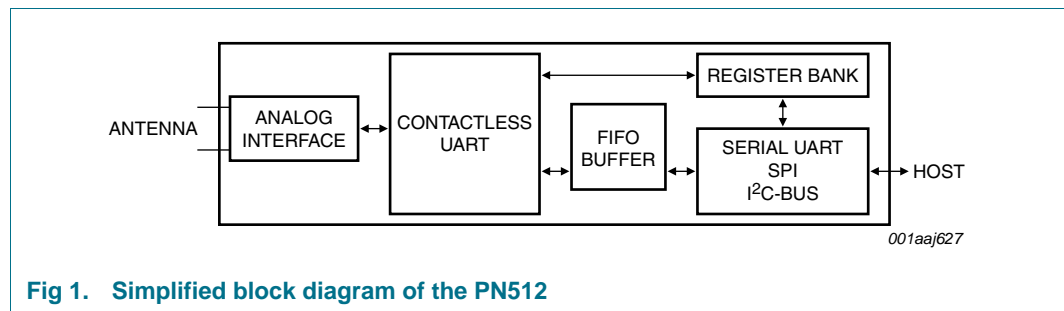 ANTENNA
ANALOG
INTERFACE
CONTACTLESS
UART
FIFO
BUFFER
REGISTER BANK
SERIAL UART
SPI
I²C-BUS
HOST
001aaj627
Fig 1. Simplified block diagram of the PN512